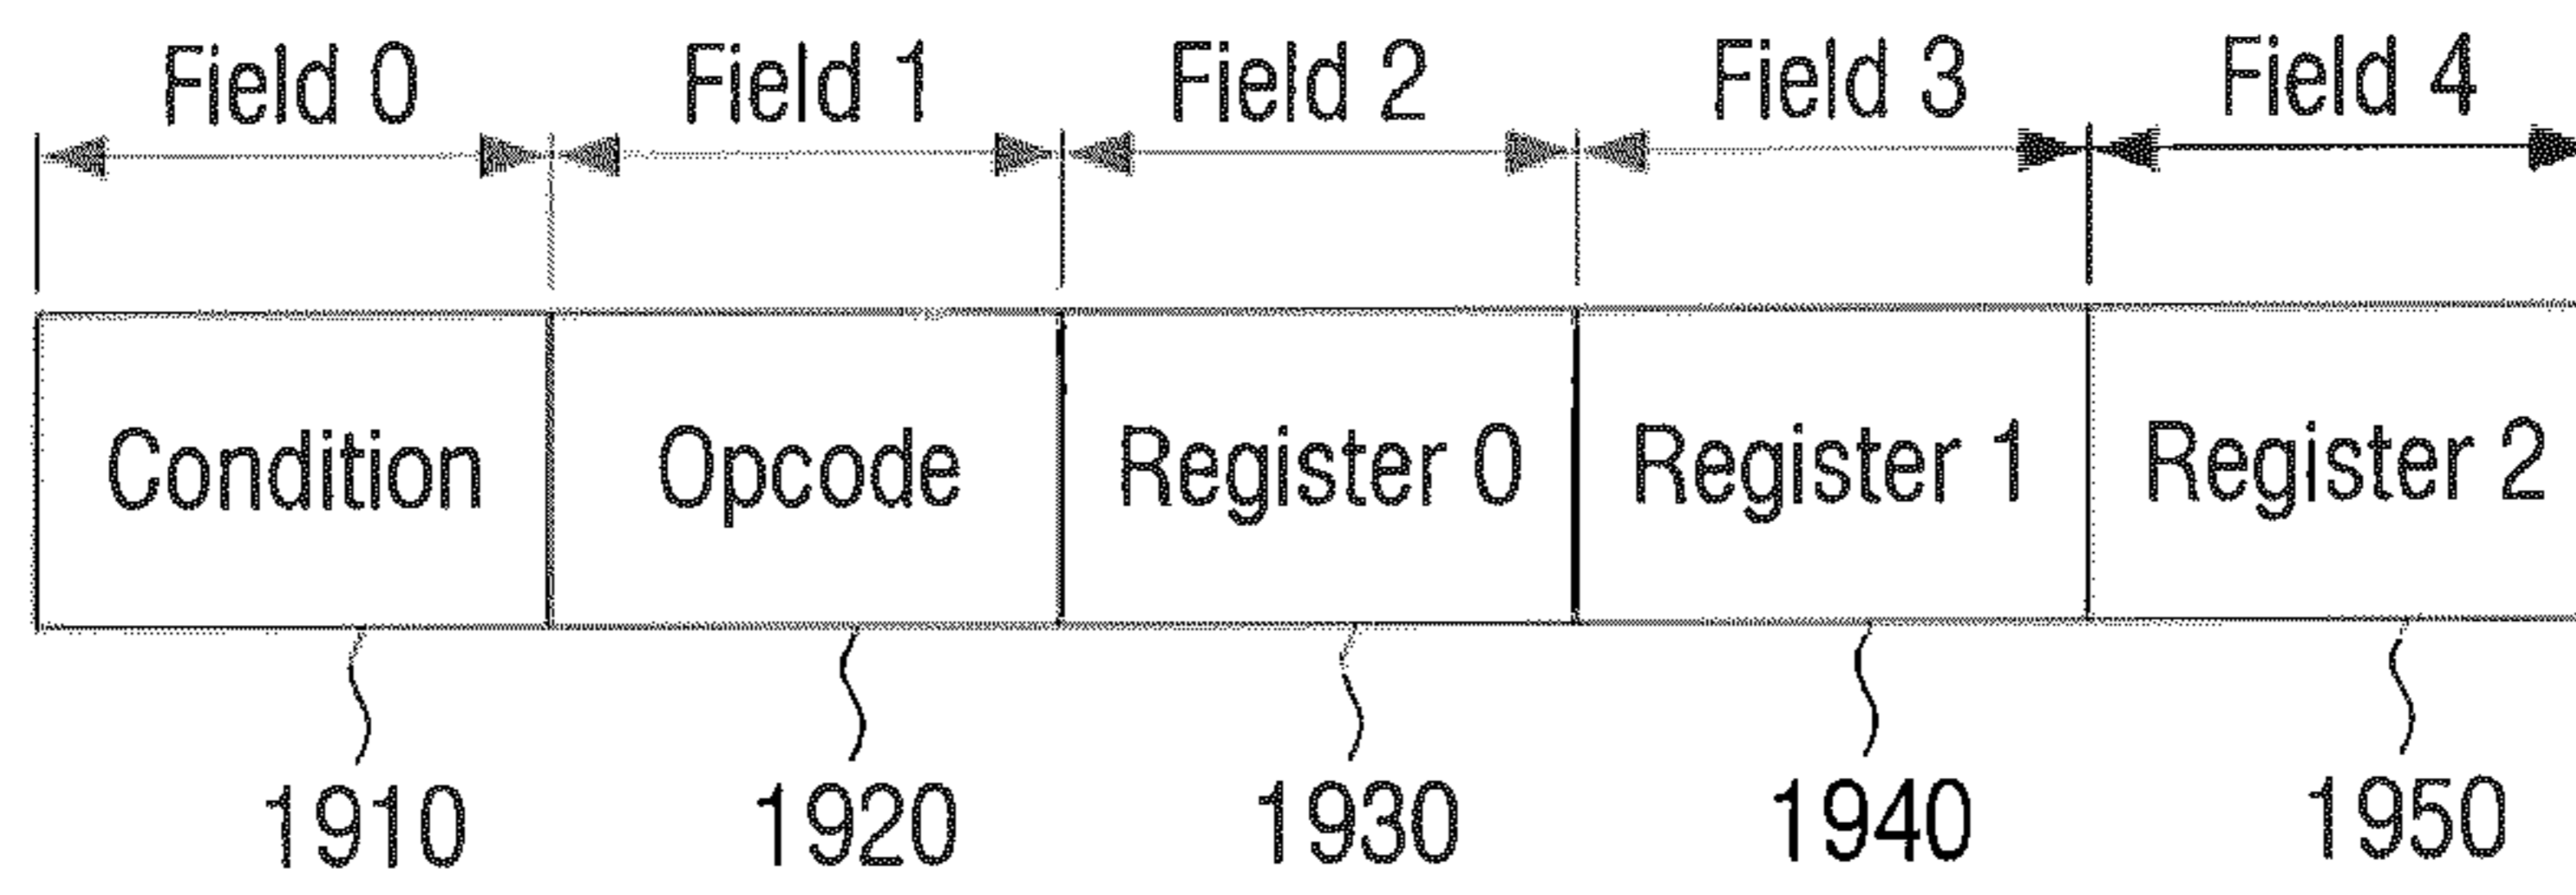 Field 0 Field 1 Field 2 Field 3 Field 4
Condition Opcode Register 0 Register 1 Register 2
1910 1920 1930 1940 1950